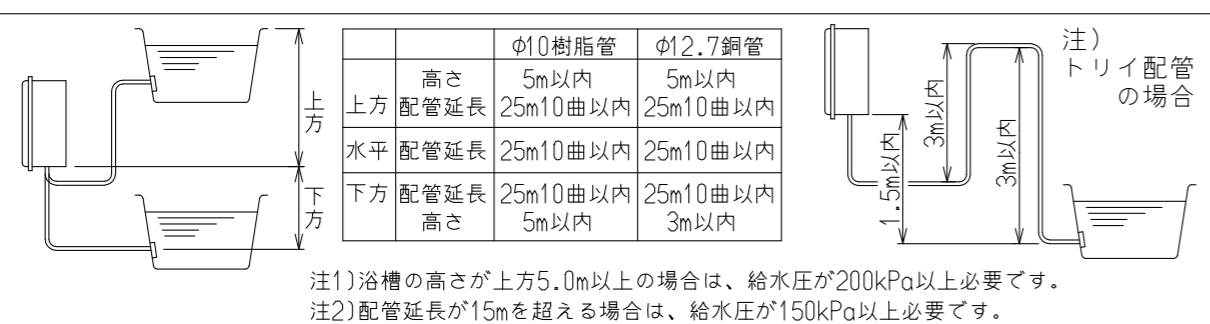 上方
下方
φ10樹脂管 φ12.7銅管
上方 高さ 5m以内 5m以内
配管延長 25m10曲以内 25m10曲以内
水平 配管延長 25m10曲以内 25m10曲以内
下方 配管延長 25m10曲以内 25m10曲以内
高さ 5m以内 3m以内
1.5m以内
3m以内
3m以内
注)
トリイ配管
の場合
注1)浴槽の高さが上方5.0m以上の場合は、給水圧が200kPa以上必要です。
注2)配管延長が15mを超える場合は、給水圧が150kPa以上必要です。